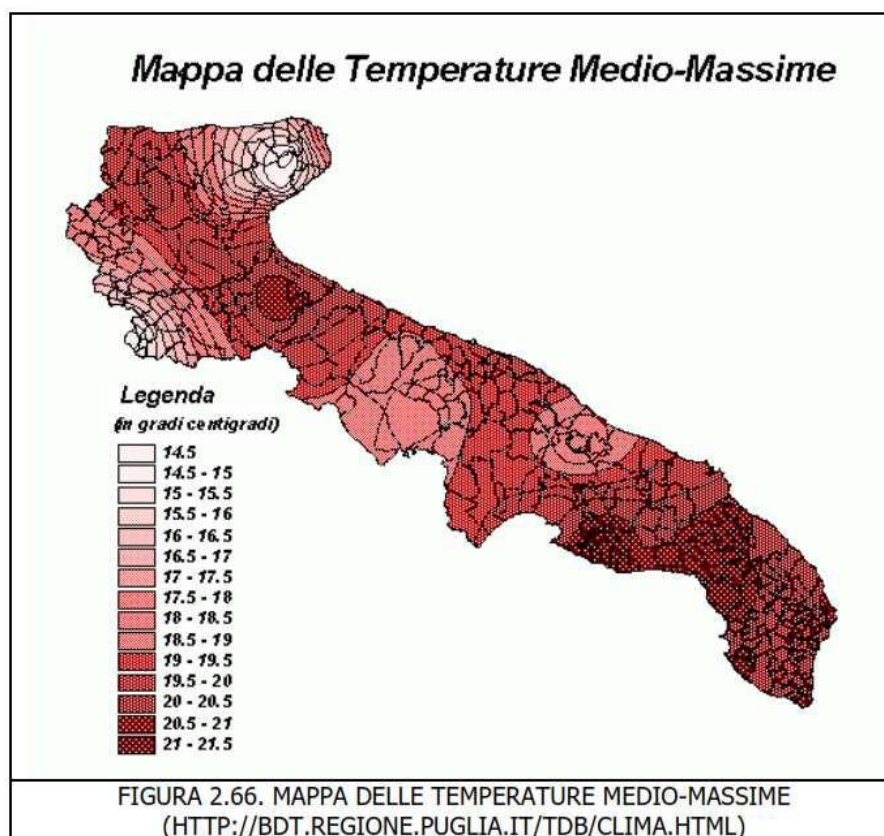 Mappa delle Temperature Medio-Massime
Legenda
(in gradi centigradi)
14.5
14.5 - 15
15 - 15.5
15.5 - 16
16 - 16.5
16.5 - 17
17 - 17.5
17.5 - 18
18 - 18.5
18.5 - 19
19 - 19.5
19.5 - 20
20 - 20.5
20.5 - 21
21 - 21.5
FIGURA 2.66. MAPPA DELLE TEMPERATURE MEDIO-MASSIME
(HTTP://BDT.REGIONE.PUGLIA.IT/TDB/CLIMA.HTML)